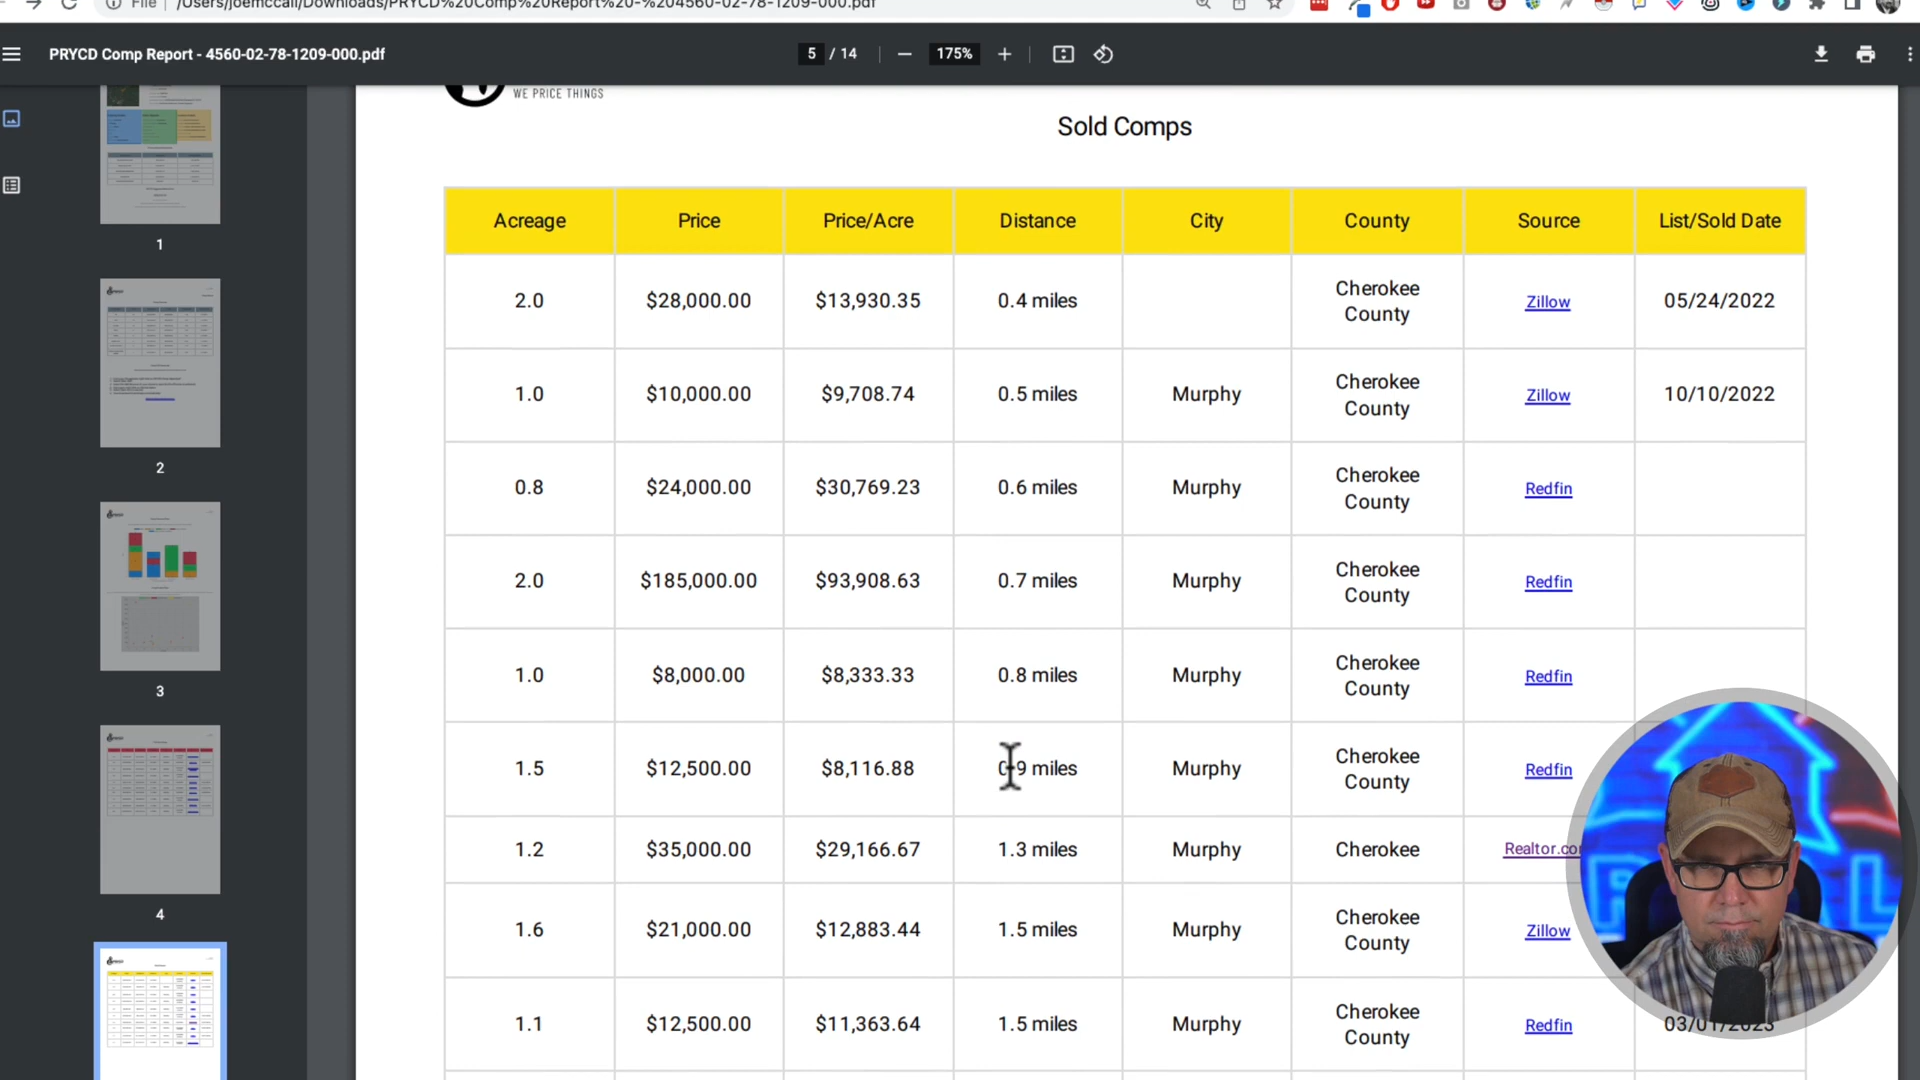 File
/Users/joemccall/Downloads/PRYCD%20Comp%20Report%20-%204560-02-78-1209-000.pdf
PRYCD Comp Report - 4560-02-78-1209-000.pdf
5 / 14
175%
WE PRICE THINGS
Sold Comps
Acreage Price Price/Acre Distance City County Source List/Sold Date
2.0 $28,000.00 $13,930.35 0.4 miles Cherokee County Zillow 05/24/2022
1.0 $10,000.00 $9,708.74 0.5 miles Murphy Cherokee County Zillow 10/10/2022
0.8 $24,000.00 $30,769.23 0.6 miles Murphy Cherokee County Redfin
2.0 $185,000.00 $93,908.63 0.7 miles Murphy Cherokee County Redfin
1.0 $8,000.00 $8,333.33 0.8 miles Murphy Cherokee County Redfin
1.5 $12,500.00 $8,116.88 0.9 miles Murphy Cherokee County Redfin
1.2 $35,000.00 $29,166.67 1.3 miles Murphy Cherokee Realtor.co
1.6 $21,000.00 $12,883.44 1.5 miles Murphy Cherokee County Zillow
1.1 $12,500.00 $11,363.64 1.5 miles Murphy Cherokee County Redfin 03/01/2023
1
2
3
4